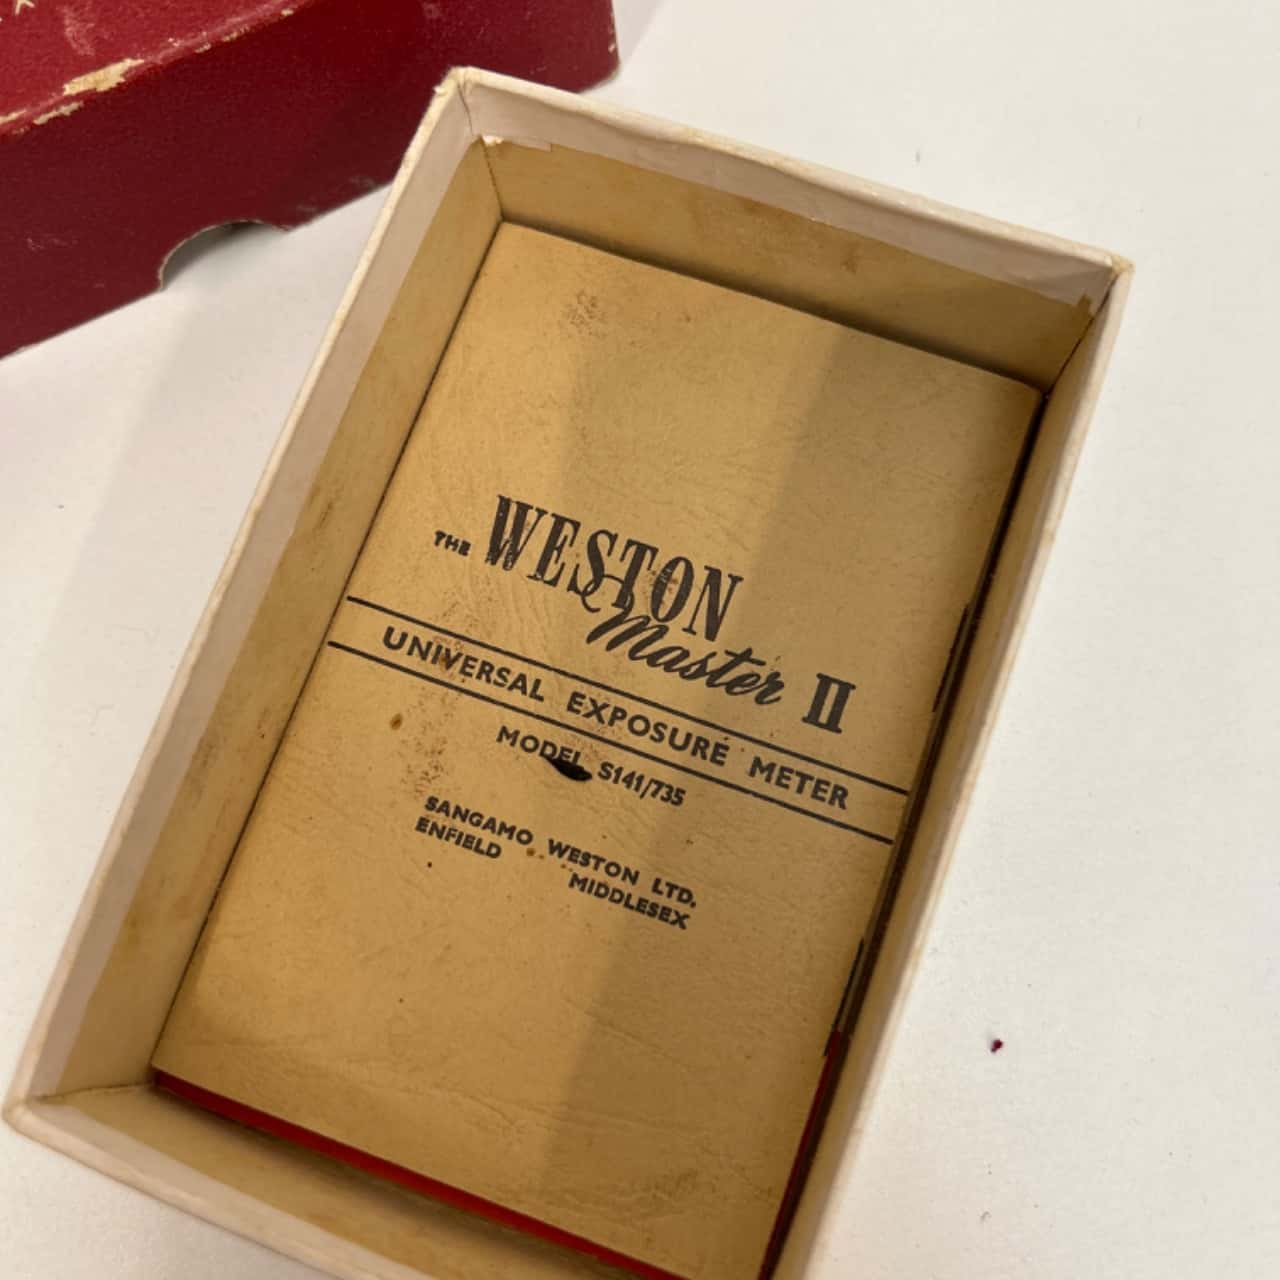 THE WESTON
Master II
UNIVERSAL EXPOSURE METER
MODEL S141/735
SANGAMO WESTON LTD.
ENFIELD MIDDLESEX